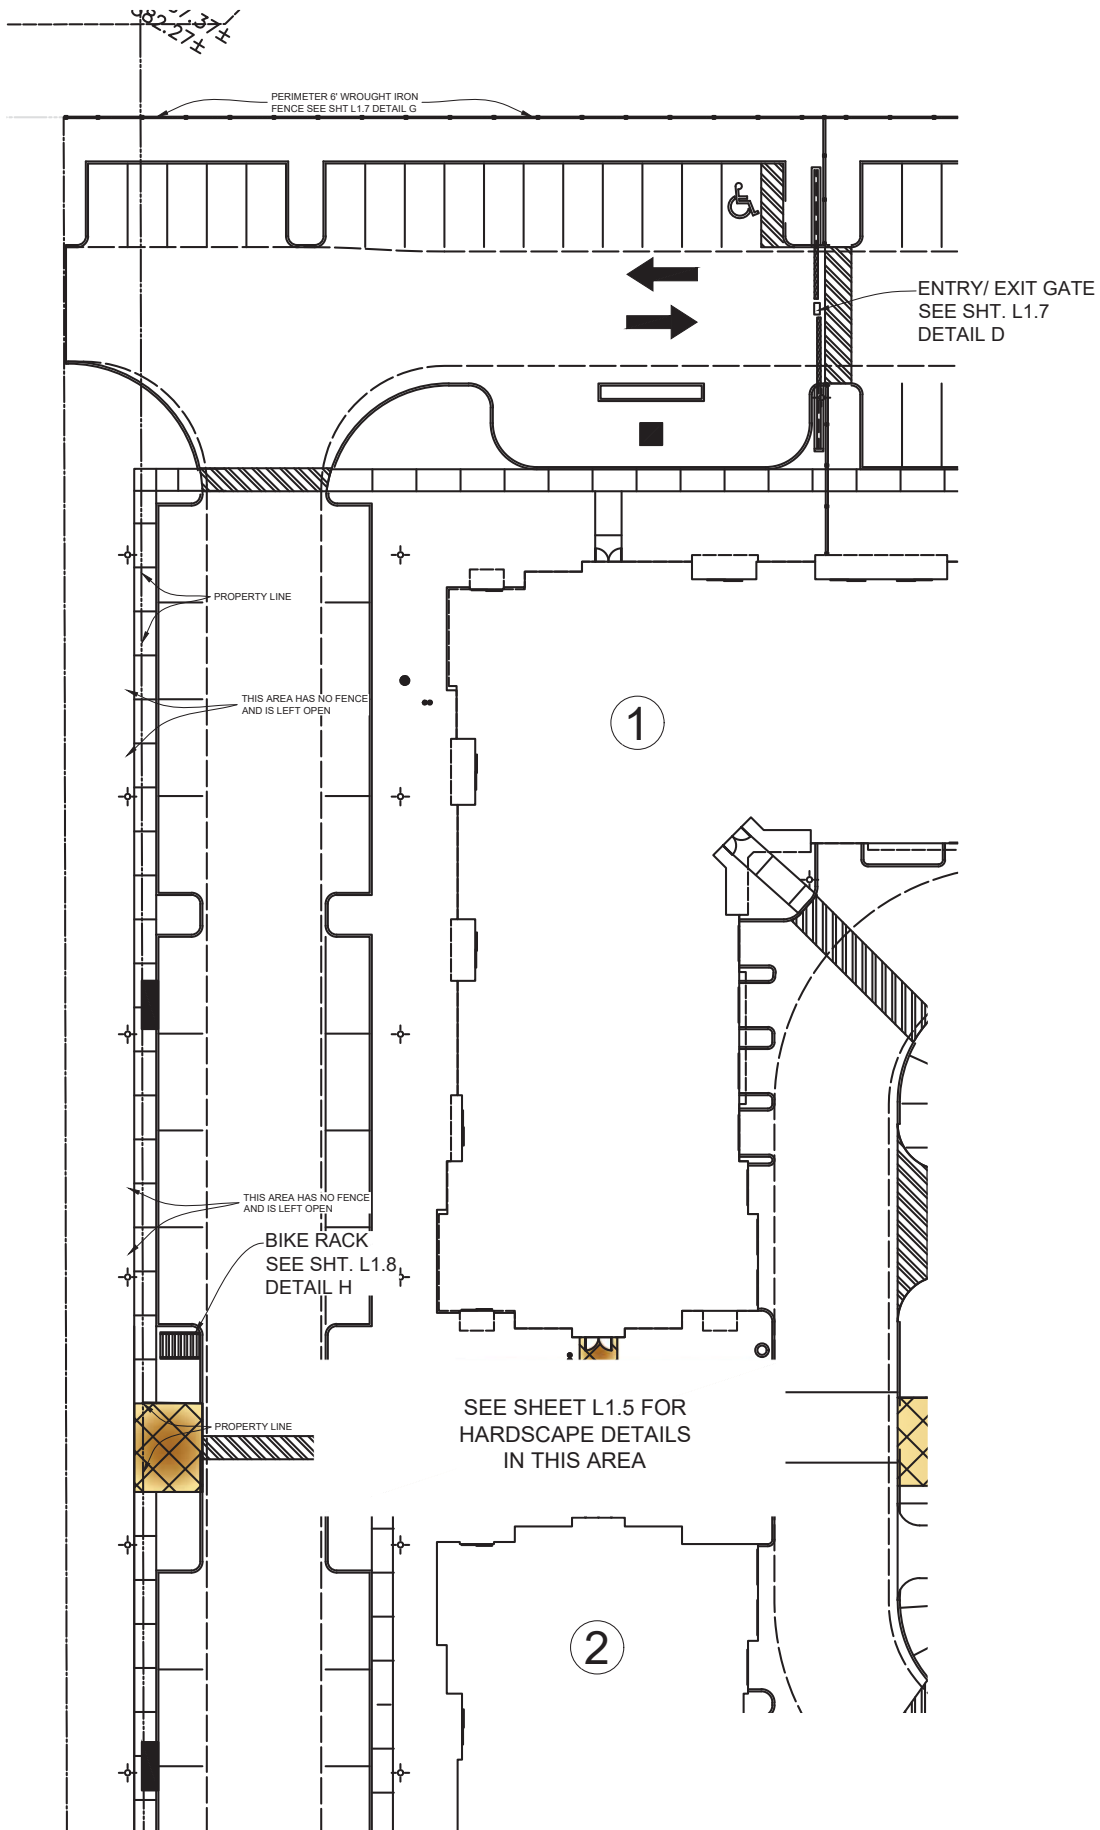 382.27±
PERIMETER 6' WROUGHT IRON
FENCE SEE SHT L1.7 DETAIL G
ENTRY/ EXIT GATE
SEE SHT. L1.7
DETAIL D
PROPERTY LINE
THIS AREA HAS NO FENCE
AND IS LEFT OPEN
1
THIS AREA HAS NO FENCE
AND IS LEFT OPEN
BIKE RACK
SEE SHT. L1.8
DETAIL H
SEE SHEET L1.5 FOR
HARDSCAPE DETAILS
IN THIS AREA
PROPERTY LINE
2